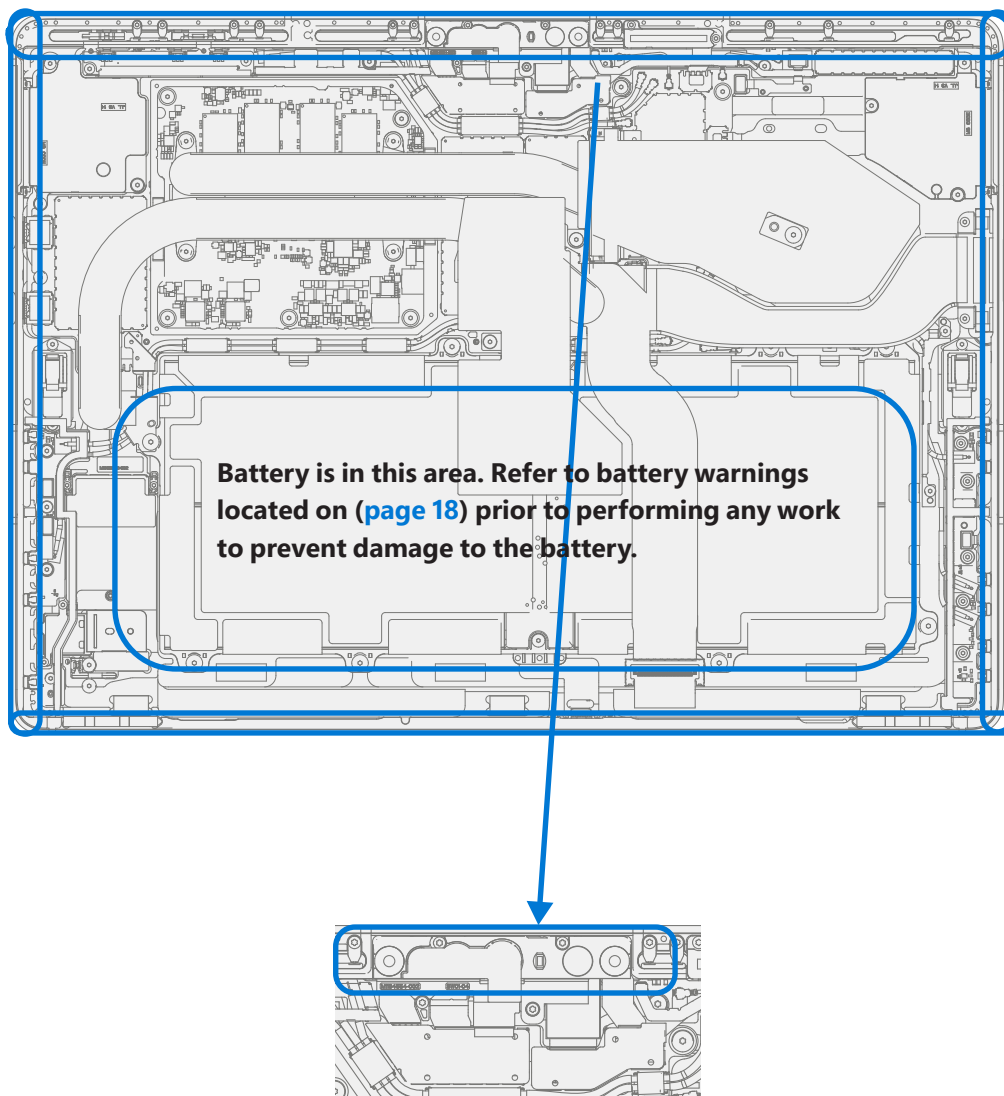 Battery is in this area. Refer to battery warnings
located on (page 18) prior to performing any work
to prevent damage to the battery.